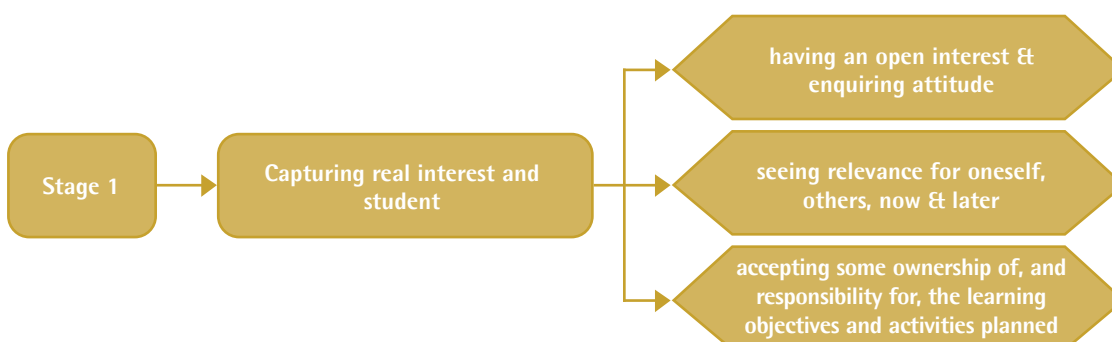 Stage 1
Capturing real interest and
student
having an open interest &
enquiring attitude
seeing relevance for oneself,
others, now & later
accepting some ownership of, and
responsibility for, the learning
objectives and activities planned